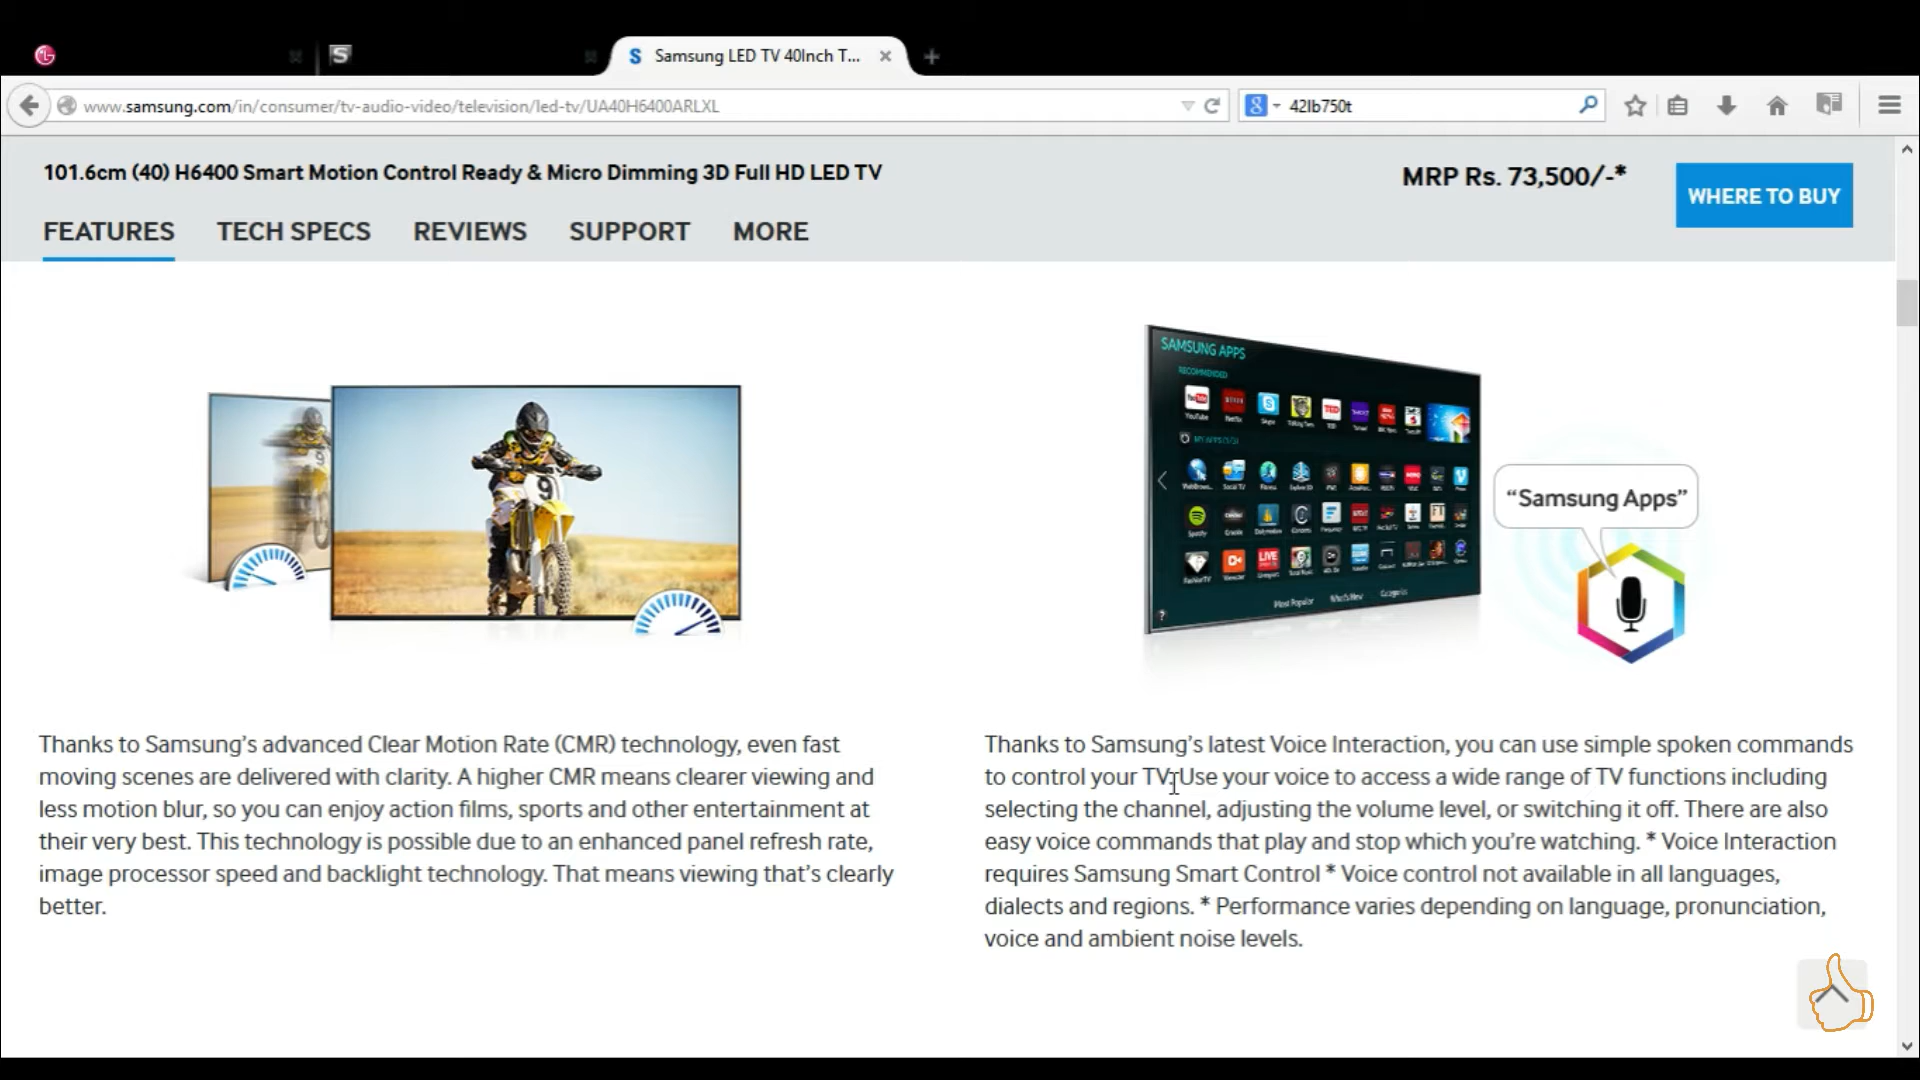 Samsung LED TV 40Inch T...
www.samsung.com/in/consumer/tv-audio-video/television/led-tv/UA40H6400ARLXL
42lb750t
101.6cm (40) H6400 Smart Motion Control Ready & Micro Dimming 3D Full HD LED TV
MRP Rs. 73,500/-*
WHERE TO BUY
FEATURES TECH SPECS REVIEWS SUPPORT MORE
SAMSUNG APPS
RECOMMENDED
YouTube
“Samsung Apps”
Most Popular What's New Categories
Thanks to Samsung’s advanced Clear Motion Rate (CMR) technology, even fast
moving scenes are delivered with clarity. A higher CMR means clearer viewing and
less motion blur, so you can enjoy action films, sports and other entertainment at
their very best. This technology is possible due to an enhanced panel refresh rate,
image processor speed and backlight technology. That means viewing that’s clearly
better.
Thanks to Samsung’s latest Voice Interaction, you can use simple spoken commands
to control your TV. Use your voice to access a wide range of TV functions including
selecting the channel, adjusting the volume level, or switching it off. There are also
easy voice commands that play and stop which you’re watching. * Voice Interaction
requires Samsung Smart Control * Voice control not available in all languages,
dialects and regions. * Performance varies depending on language, pronunciation,
voice and ambient noise levels.